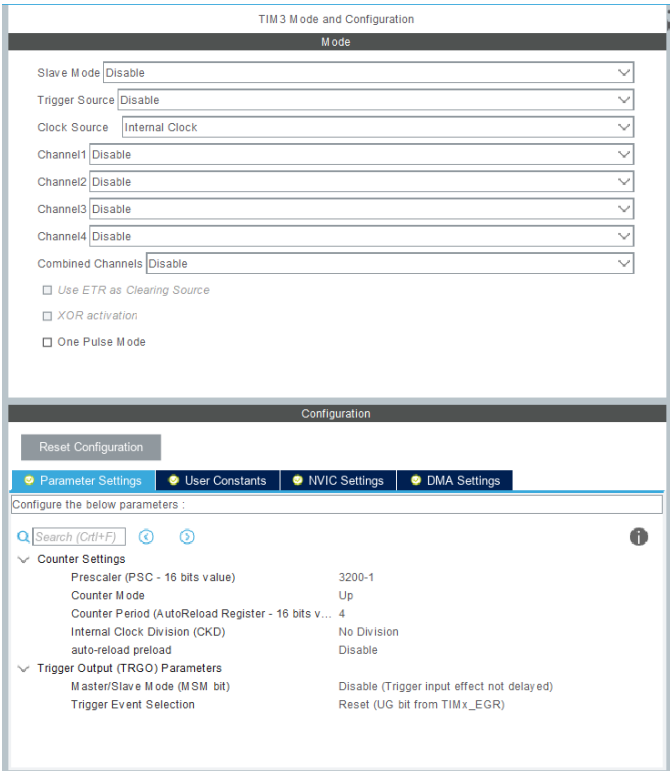 TIM3 Mode and Configuration
Mode
Slave Mode Disable
Trigger Source Disable
Clock Source Internal Clock
Channel1 Disable
Channel2 Disable
Channel3 Disable
Channel4 Disable
Combined Channels Disable
Use ETR as Clearing Source
XOR activation
One Pulse Mode
Configuration
Reset Configuration
Parameter Settings User Constants NVIC Settings DMA Settings
Configure the below parameters :
Search (Crtl+F)
Counter Settings
Prescaler (PSC - 16 bits value) 3200-1
Counter Mode Up
Counter Period (AutoReload Register - 16 bits v... 4
Internal Clock Division (CKD) No Division
auto-reload preload Disable
Trigger Output (TRGO) Parameters
Master/Slave Mode (MSM bit) Disable (Trigger input effect not delayed)
Trigger Event Selection Reset (UG bit from TIMx_EGR)